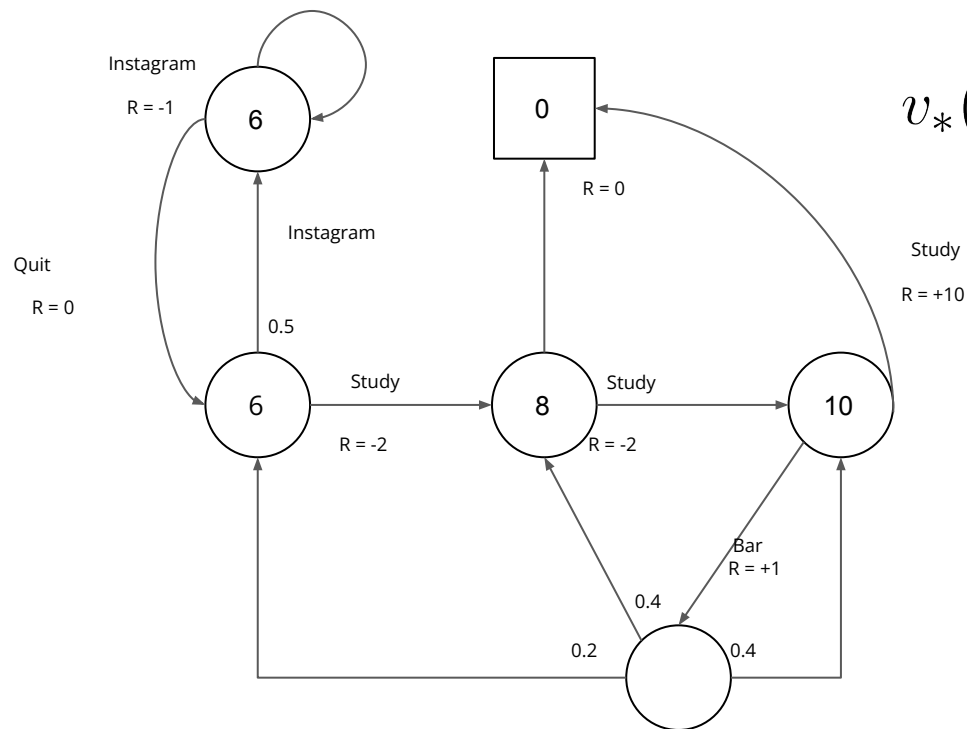 Instagram
R = -1
6
0
v∗(
R = 0
Instagram
Study
R = +10
Quit
R = 0
0.5
6
Study
R = -2
8
Study
R = -2
10
Bar
R = +1
0.4
0.2
0.4